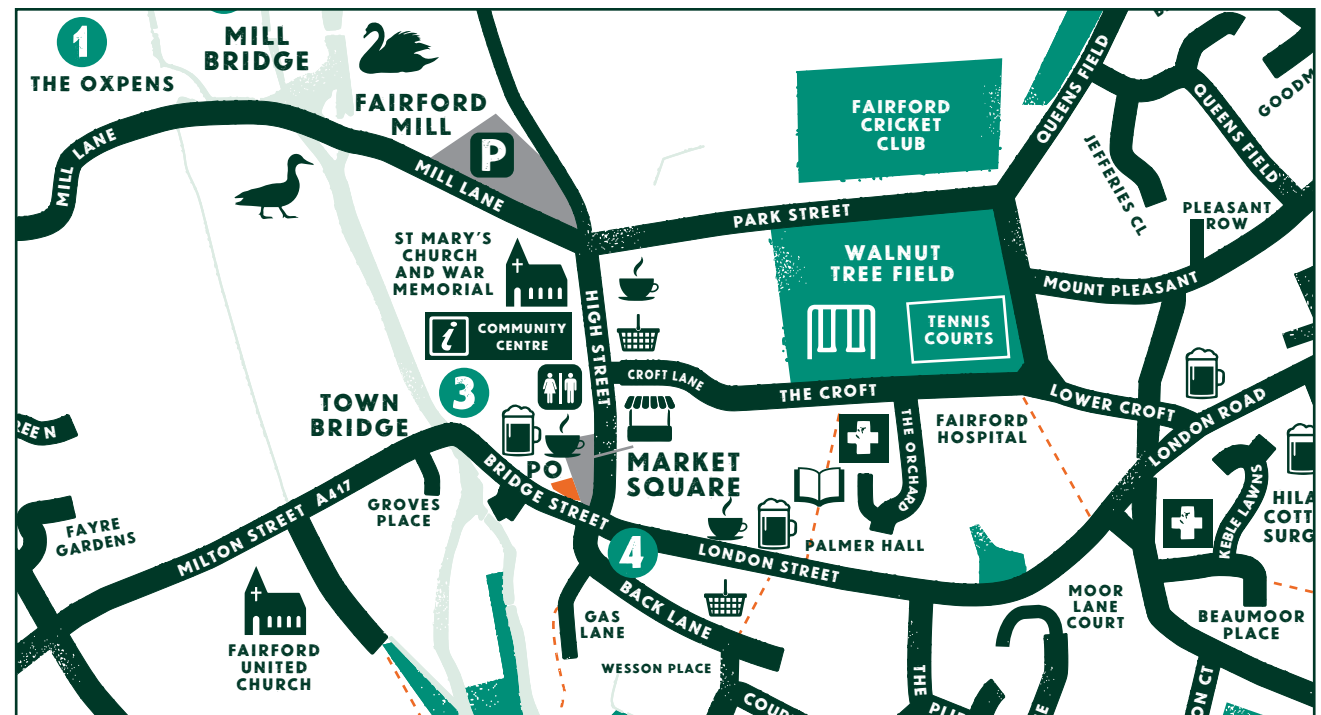 1
THE OXPENS
MILL
BRIDGE
FAIRFORD
MILL
P
MILL LANE
MILL LANE
FAIRFORD
CRICKET
CLUB
QUEENS FIELD
QUEENS FIELD
JEFFERIES CL
PLEASANT
ROW
PARK STREET
ST MARY'S
CHURCH
AND WAR
MEMORIAL
WALNUT
TREE FIELD
TENNIS
COURTS
MOUNT PLEASANT
i
COMMUNITY
CENTRE
HIGH STREET
CROFT LANE
THE CROFT
LOWER CROFT
LONDON ROAD
3
TOWN
BRIDGE
THE ORCHARD
FAIRFORD
HOSPITAL
PO
MARKET
SQUARE
BRIDGE STREET
GROVES
PLACE
MILTON STREET A417
FAYRE
GARDENS
4
LONDON STREET
PALMER HALL
KEBLE LAWNS
BACK LANE
GAS
LANE
WESSON PLACE
MOOR
LANE
COURT
BEAUMOOR
PLACE
FAIRFORD
UNITED
CHURCH
THE